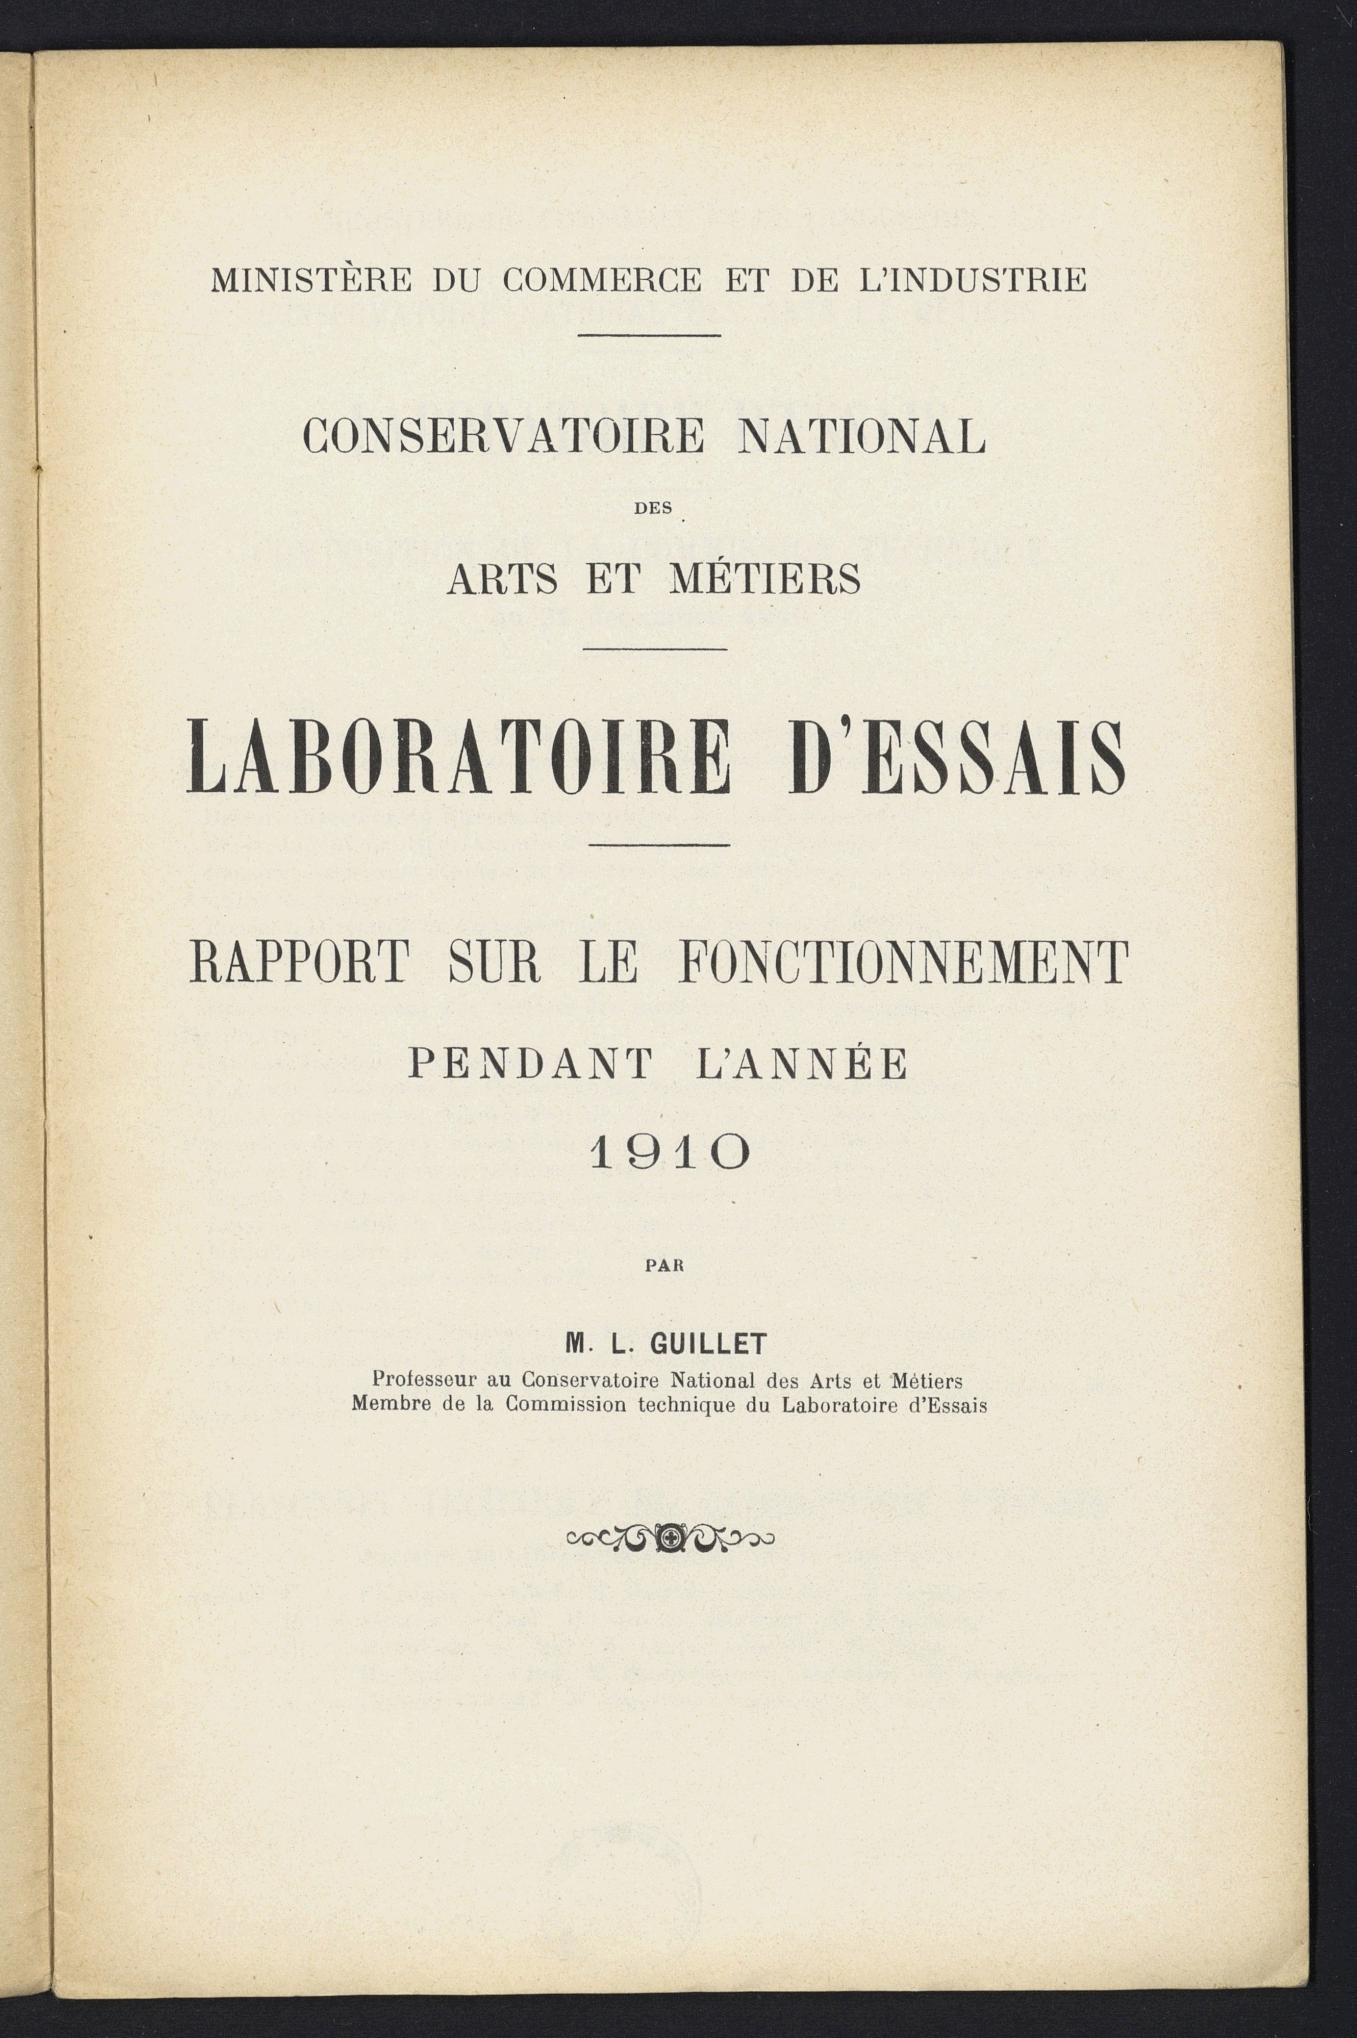 MINISTÈRE DU COMMERCE ET DE L'INDUSTRIE
CONSERVATOIRE NATIONAL
DES
ARTS ET MÉTIERS
LABORATOIRE D'ESSAIS
RAPPORT SUR LE FONCTIONNEMENT
PENDANT L'ANNÉE
1910
PAR
M. L. GUILLET
Professeur au Conservatoire National des Arts et Métiers
Membre de la Commission technique du Laboratoire d'Essais